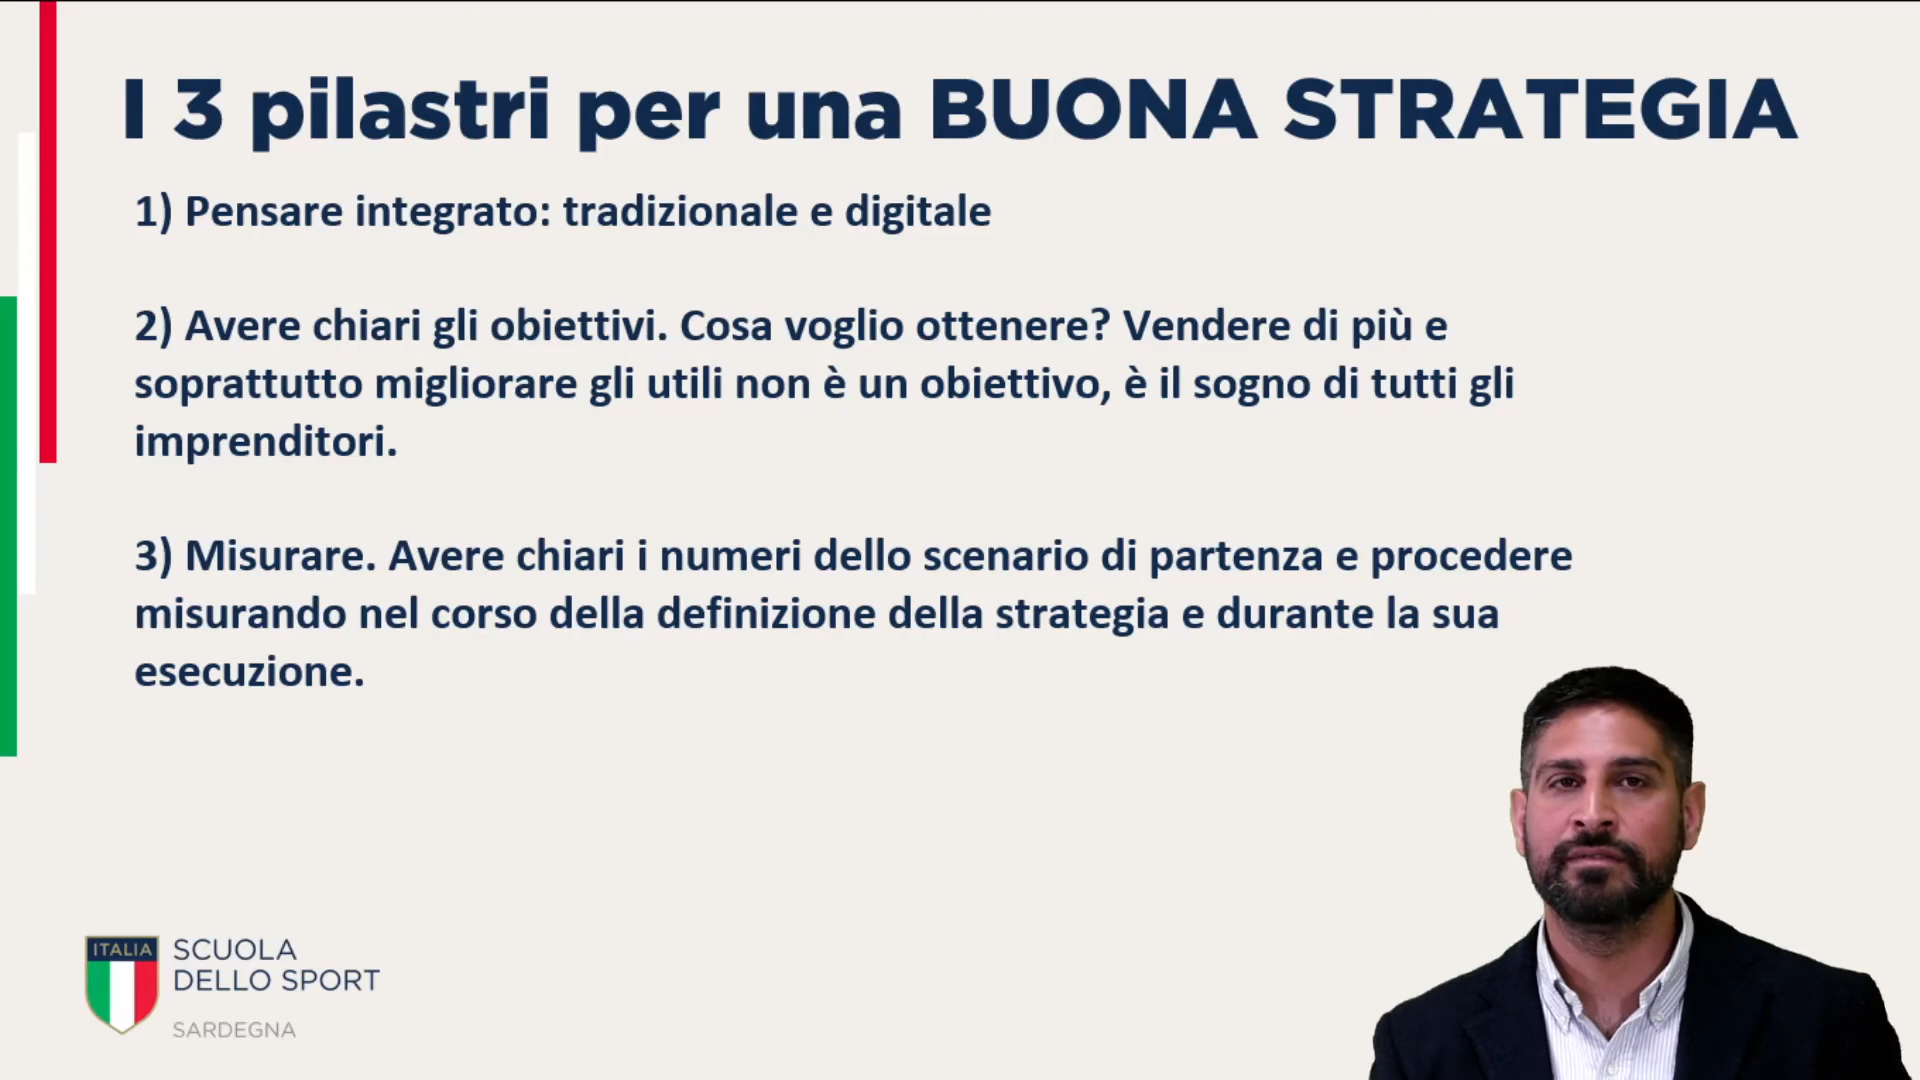 I 3 pilastri per una BUONA STRATEGIA
1) Pensare integrato: tradizionale e digitale
2) Avere chiari gli obiettivi. Cosa voglio ottenere? Vendere di più e
soprattutto migliorare gli utili non è un obiettivo, è il sogno di tutti gli
imprenditori.
3) Misurare. Avere chiari i numeri dello scenario di partenza e procedere
misurando nel corso della definizione della strategia e durante la sua
esecuzione.
ITALIA
SCUOLA
DELLO SPORT
SARDEGNA